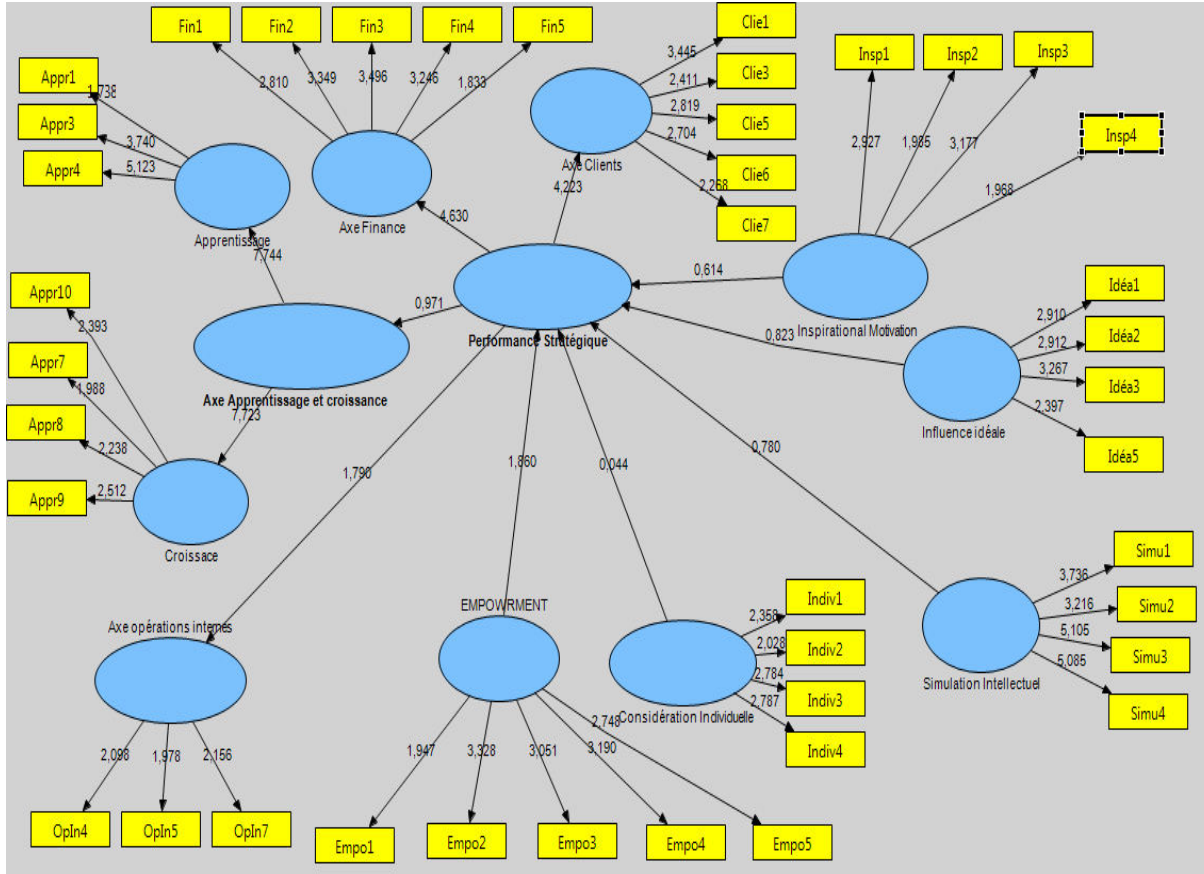 Fin1
Fin2
Fin3
Fin4
Fin5
2,810
3,349
3,496
3,246
1,833
Axe Finance
Clie1
Clie3
Clie5
Clie6
Clie7
3,445
2,411
2,819
2,704
2,268
Axe Clients
Insp1
Insp2
Insp3
Insp4
2,927
1,985
3,177
1,968
Inspirational Motivation
Appr1
Appr3
Appr4
1,738
3,740
5,123
Apprentissage
7,744
4,630
4,223
0,614
0,971
Performance Stratégique
0,823
Idéa1
Idéa2
Idéa3
Idéa5
2,910
2,912
3,267
2,397
Influence idéale
Appr10
Appr7
Appr8
Appr9
2,393
1,988
2,238
2,512
Axe Apprentissage et croissance
7,723
Croissace
1,790
1,860
0,044
0,780
Axe opérations internes
2,098
1,978
2,156
OpIn4
OpIn5
OpIn7
EMPOWRMENT
1,947
3,328
3,051
3,190
2,748
Empo1
Empo2
Empo3
Empo4
Empo5
Indiv1
Indiv2
Indiv3
Indiv4
2,358
2,028
2,784
2,787
Considération Individuelle
Simu1
Simu2
Simu3
Simu4
3,736
3,216
5,105
5,085
Simulation Intellectuel